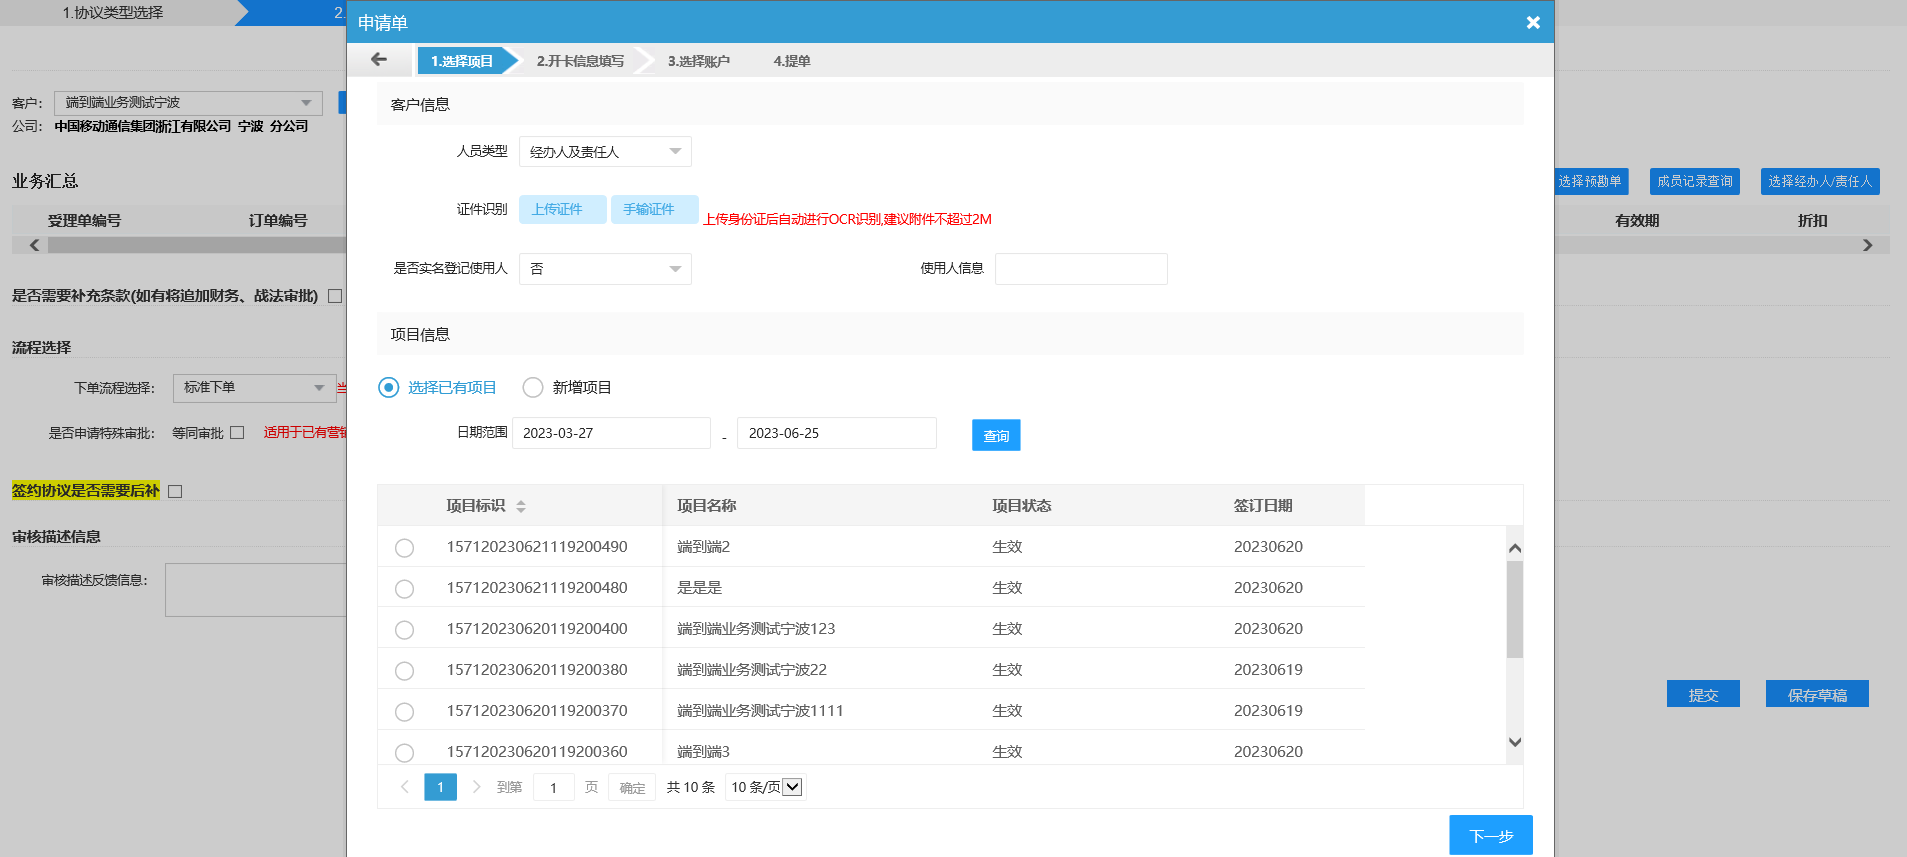 1.协议类型选择
2.
申请单
1.选择项目
2.开卡信息填写
3.选择账户
4.提单
客户：
端到端业务测试宁波
公司：
中国移动通信集团浙江有限公司 宁波 分公司
业务汇总
受理单编号
订单编号
是否需要补充条款(如有将追加财务、战法审批)
流程选择
下单流程选择：
标准下单
当
是否申请特殊审批：
等同审批
适用于已有营销
签约协议是否需要后补
审核描述信息
审核描述反馈信息：
客户信息
人员类型
经办人及责任人
证件识别
上传证件
手输证件
上传身份证后自动进行OCR识别,建议附件不超过2M
是否实名登记使用人
否
使用人信息
项目信息
选择已有项目
新增项目
日期范围
2023-03-27
-
2023-06-25
查询
项目标识
项目名称
项目状态
签订日期
157120230621119200490
端到端2
生效
20230620
157120230621119200480
是是是
生效
20230620
157120230620119200400
端到端业务测试宁波123
生效
20230620
157120230620119200380
端到端业务测试宁波22
生效
20230619
157120230620119200370
端到端业务测试宁波1111
生效
20230619
157120230620119200360
端到端3
生效
20230620
1
到第
1
页
确定
共 10 条
10 条/页
下一步
选择预勘单
成员记录查询
选择经办人/责任人
有效期
折扣
提交
保存草稿